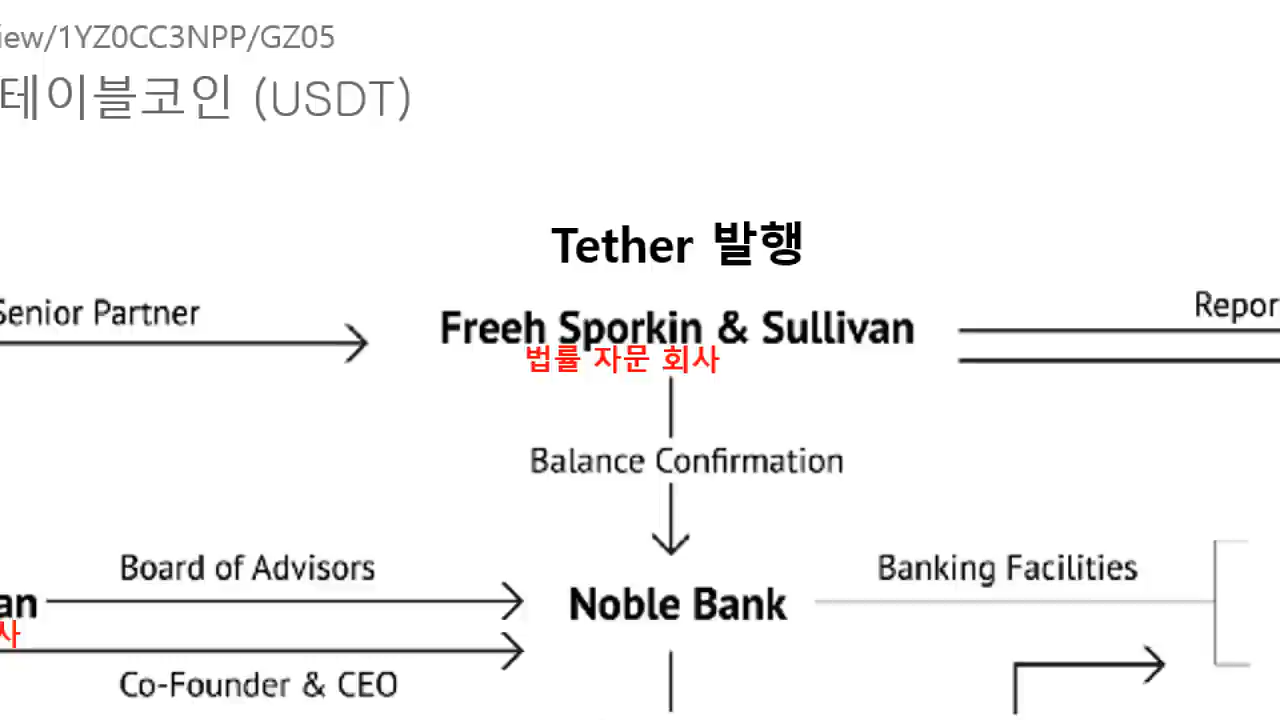 iew/1YZ0CC3NPP/GZ05
테이블코인 (USDT)
Tether 발행
Senior Partner
Repor
Freeh Sporkin & Sullivan
법률 자문 회사
Balance Confirmation
Board of Advisors
Banking Facilities
an
Noble Bank
사
Co-Founder & CEO